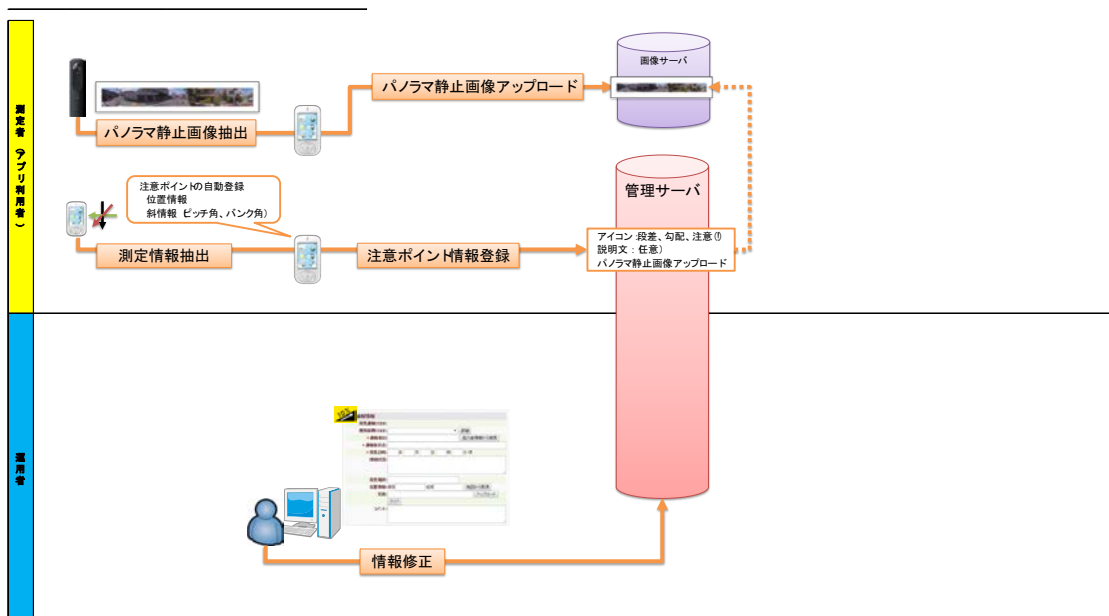 測定者(アプリ利用者)
画像サーバ
パノラマ静止画像アップロード
パノラマ静止画像抽出
注意ポイントの自動登録
位置情報
斜情報 ピッチ角、バンク角)
管理サーバ
測定情報抽出
注意ポイント情報登録
アイコン:段差、勾配、注意(!)
説明文:任意)
パノラマ静止画像アップロード
運用者
情報修正